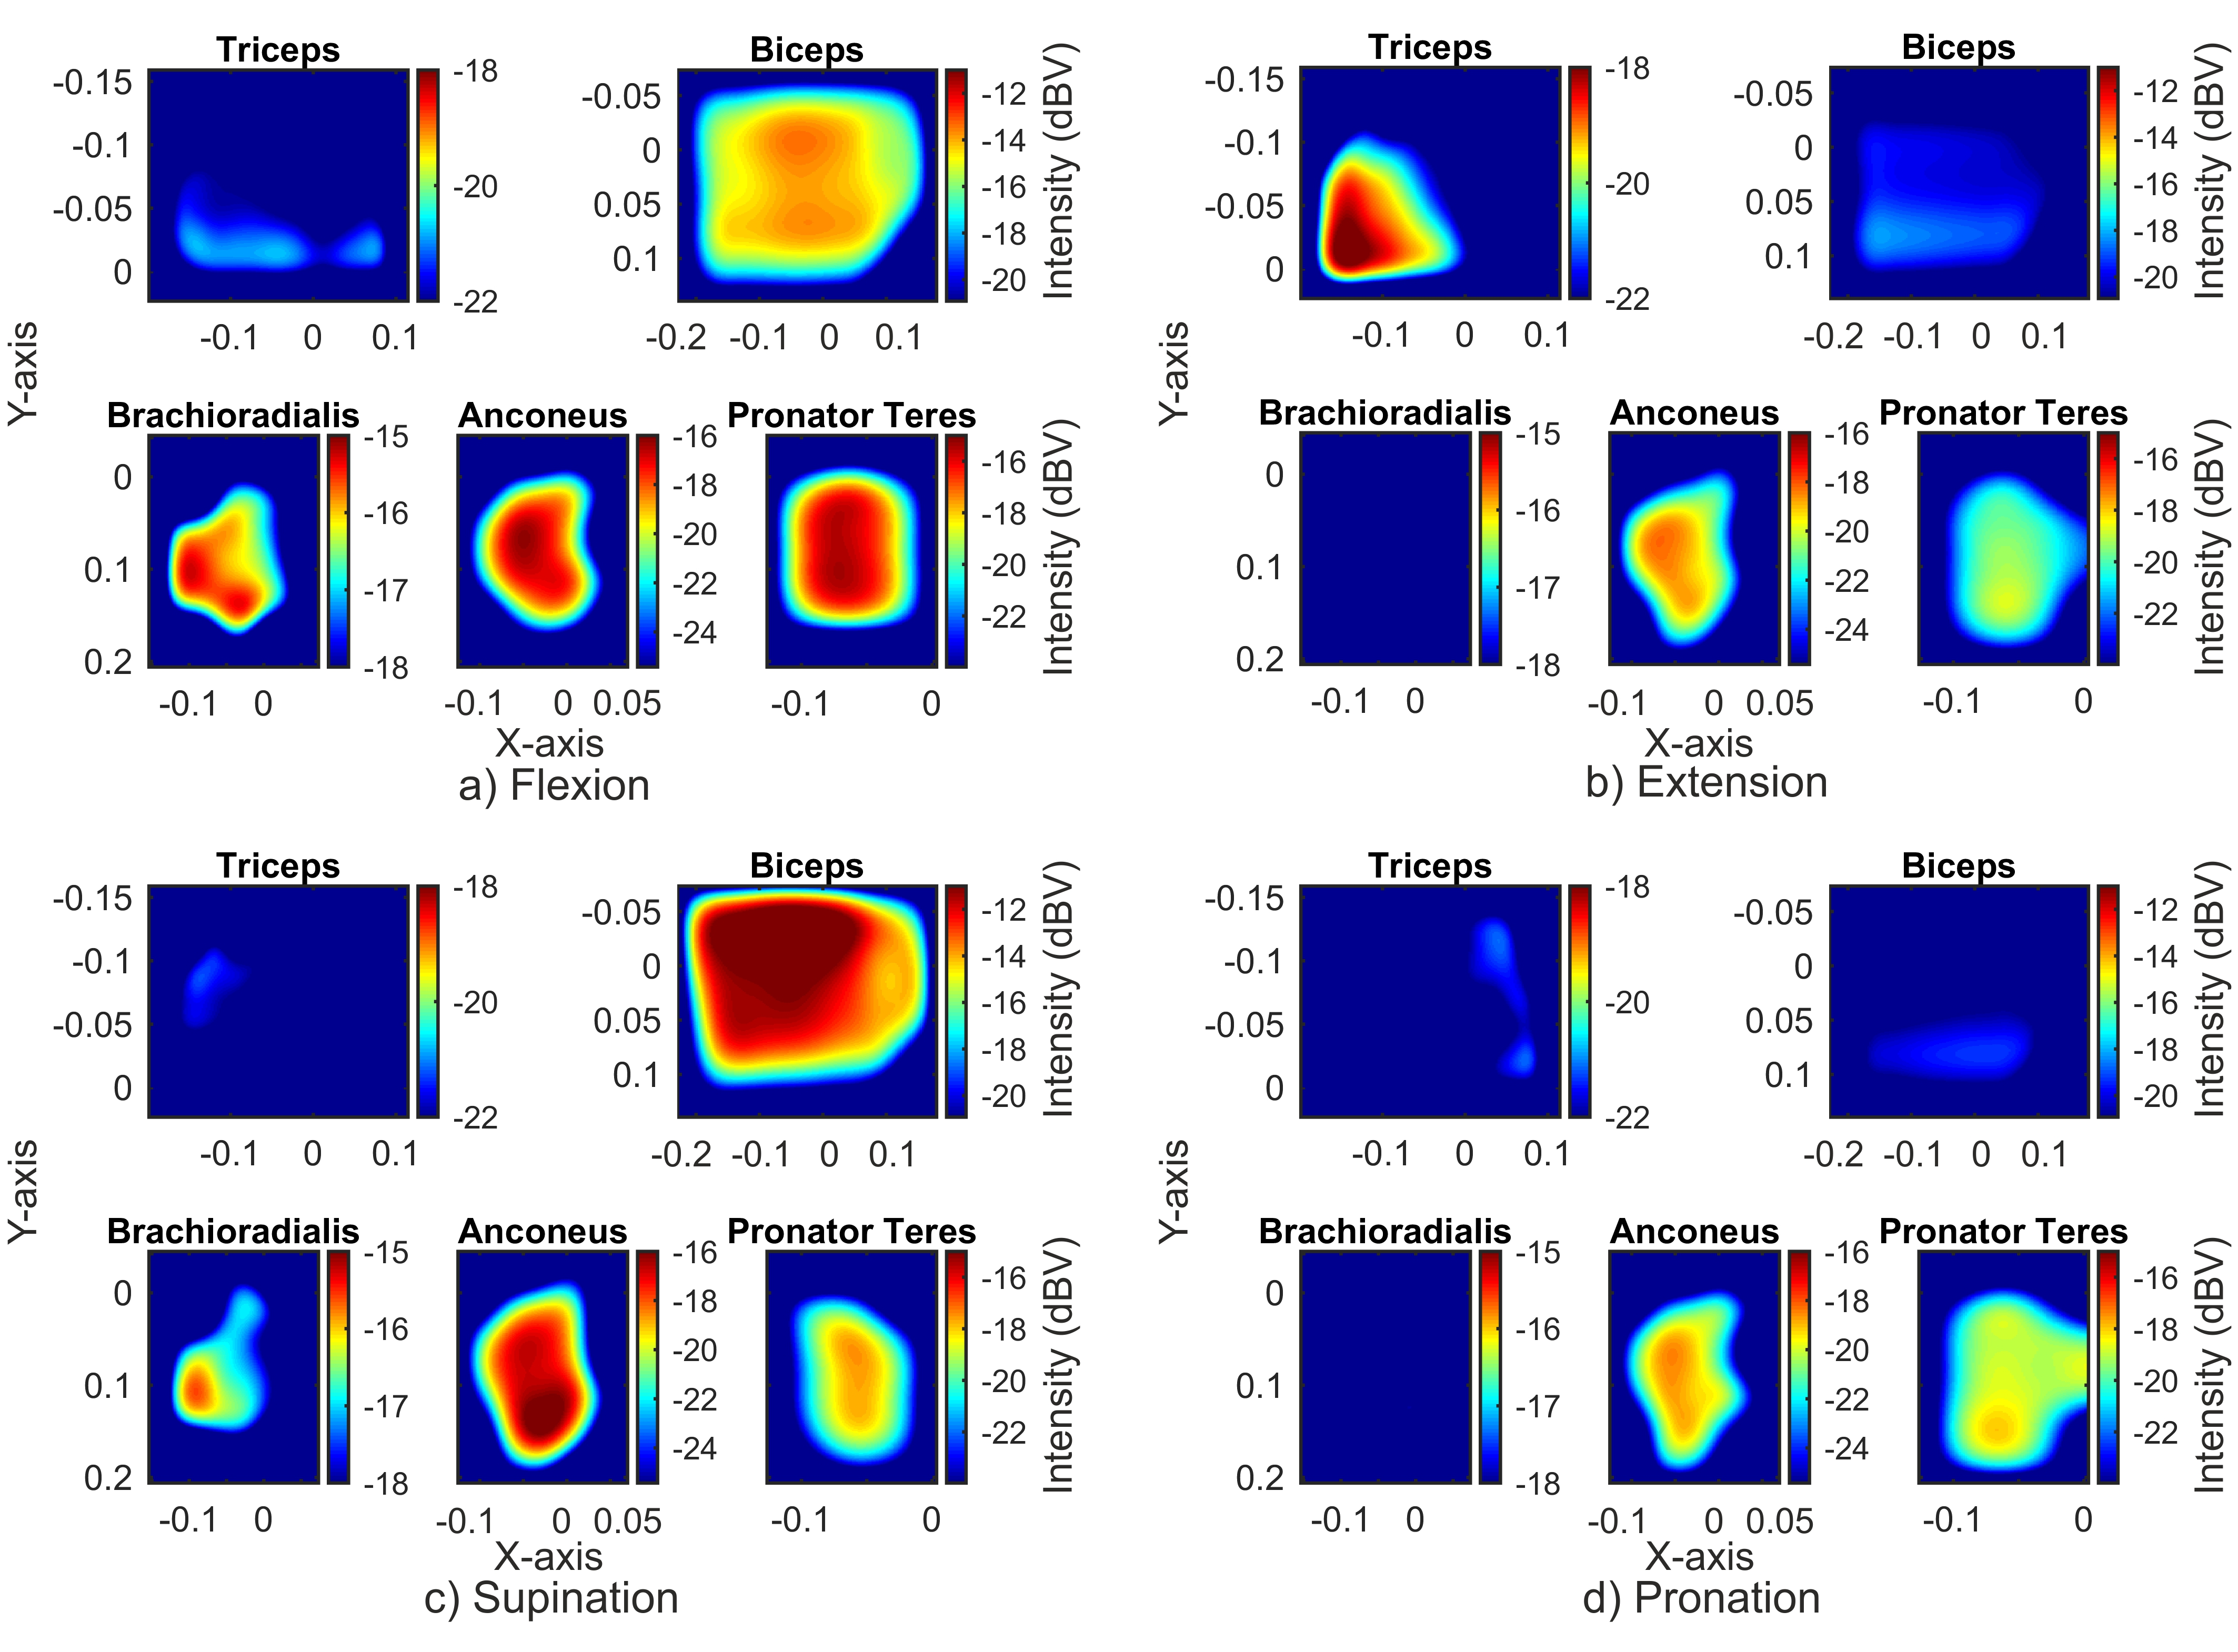 Triceps
-0.15
-0.1
-0.05
0
-0.1 0 0.1
-18
-20
-22
Biceps
-0.05
0
0.05
0.1
-0.2 -0.1 0 0.1
-12
-14
-16
-18
-20
Intensity (dBV)
Y-axis
Brachioradialis
0
0.1
0.2
-0.1 0
-15
-16
-17
-18
Anconeus
-0.1 0 0.05
-16
-18
-20
-22
-24
Pronator Teres
-0.1 0
-16
-18
-20
-22
Intensity (dBV)
X-axis
a) Flexion
Triceps
-0.15
-0.1
-0.05
0
-0.1 0 0.1
-18
-20
-22
Biceps
-0.05
0
0.05
0.1
-0.2 -0.1 0 0.1
-12
-14
-16
-18
-20
Intensity (dBV)
Y-axis
Brachioradialis
0
0.1
0.2
-0.1 0
-15
-16
-17
-18
Anconeus
-0.1 0 0.05
-16
-18
-20
-22
-24
Pronator Teres
-0.1 0
-16
-18
-20
-22
Intensity (dBV)
X-axis
b) Extension
Triceps
-0.15
-0.1
-0.05
0
-0.1 0 0.1
-18
-20
-22
Biceps
-0.05
0
0.05
0.1
-0.2 -0.1 0 0.1
-12
-14
-16
-18
-20
Intensity (dBV)
Y-axis
Brachioradialis
0
0.1
0.2
-0.1 0
-15
-16
-17
-18
Anconeus
-0.1 0 0.05
-16
-18
-20
-22
-24
Pronator Teres
-0.1 0
-16
-18
-20
-22
Intensity (dBV)
X-axis
c) Supination
Triceps
-0.15
-0.1
-0.05
0
-0.1 0 0.1
-18
-20
-22
Biceps
-0.05
0
0.05
0.1
-0.2 -0.1 0 0.1
-12
-14
-16
-18
-20
Intensity (dBV)
Y-axis
Brachioradialis
0
0.1
0.2
-0.1 0
-15
-16
-17
-18
Anconeus
-0.1 0 0.05
-16
-18
-20
-22
-24
Pronator Teres
-0.1 0
-16
-18
-20
-22
Intensity (dBV)
X-axis
d) Pronation